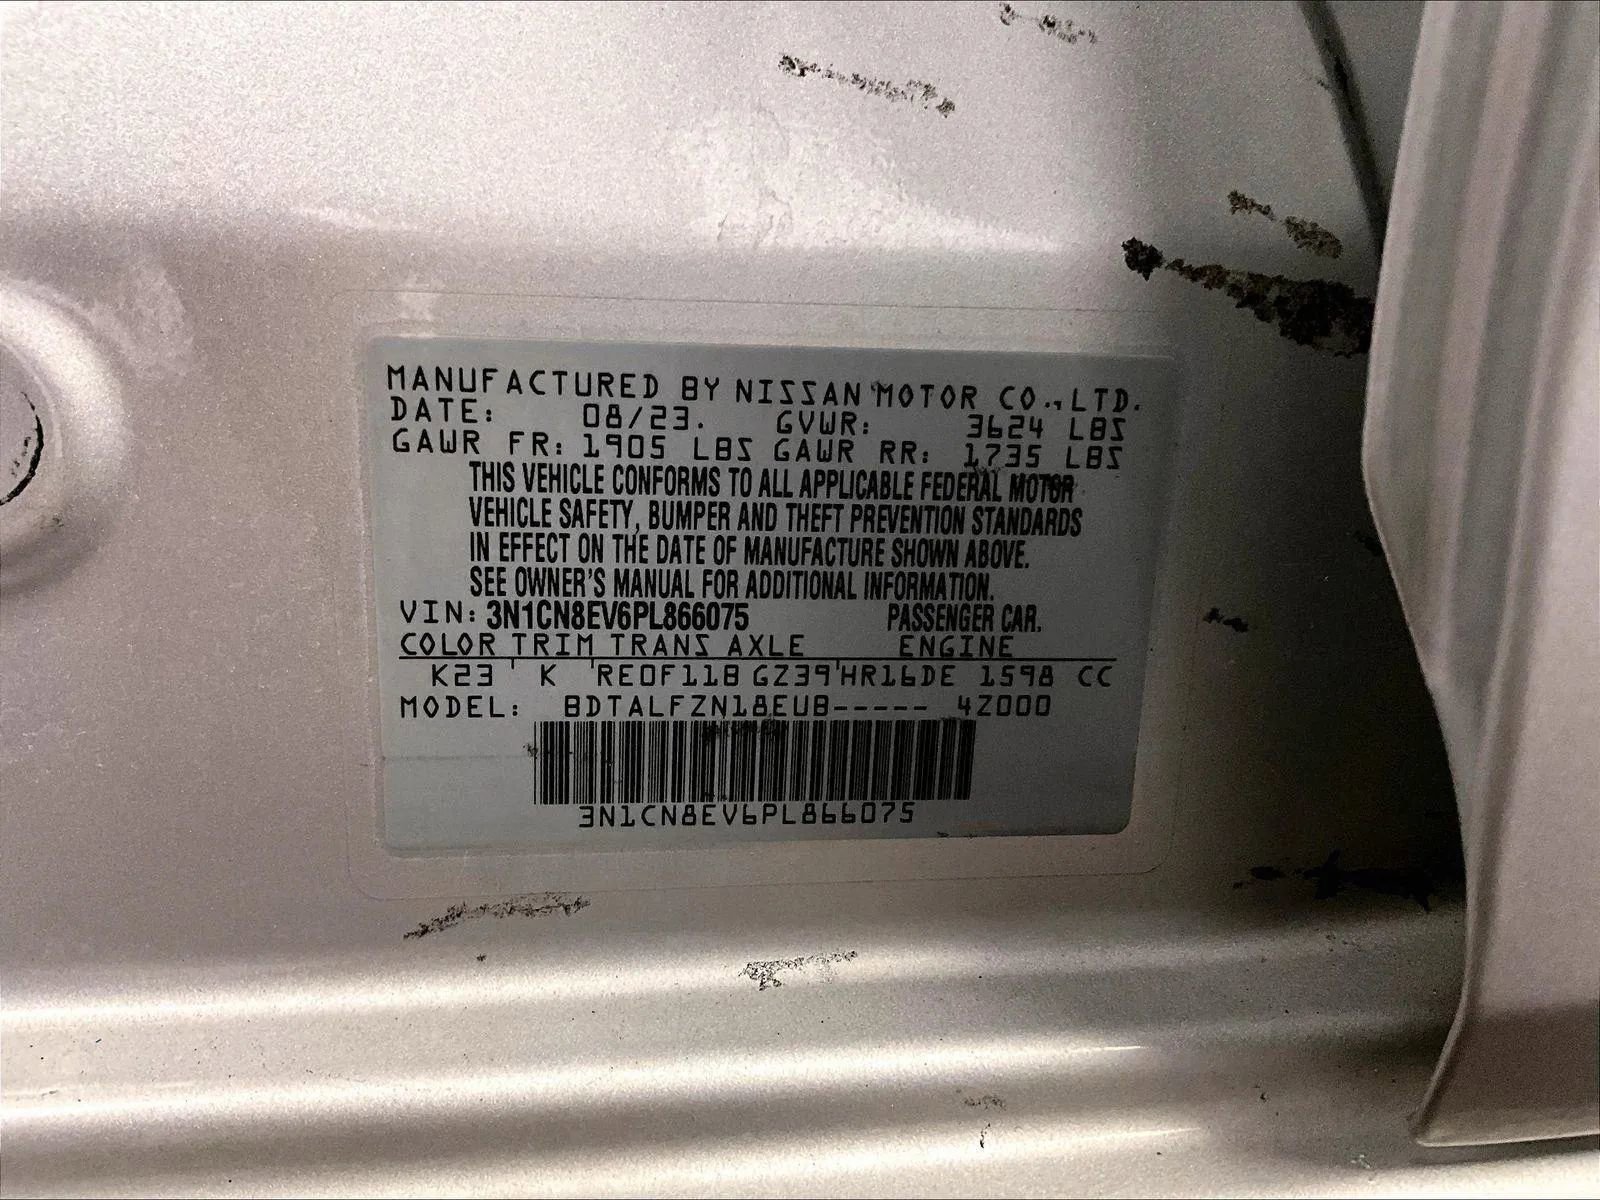 MANUFACTURED BY NISSAN MOTOR CO., LTD.
DATE: 08/23. GVWR: 3624 LBS
GAWR FR: 1905 LBS GAWR RR: 1735 LBS
THIS VEHICLE CONFORMS TO ALL APPLICABLE FEDERAL MOTOR
VEHICLE SAFETY, BUMPER AND THEFT PREVENTION STANDARDS
IN EFFECT ON THE DATE OF MANUFACTURE SHOWN ABOVE.
SEE OWNER'S MANUAL FOR ADDITIONAL INFORMATION.
VIN: 3N1CN8EV6PL866075 PASSENGER CAR.
COLOR TRIM TRANS AXLE ENGINE
K23 K RE0F11B GZ39 HR16DE 1598 CC
MODEL: BDTALFZN18EUB----- 4Z000
3N1CN8EV6PL866075